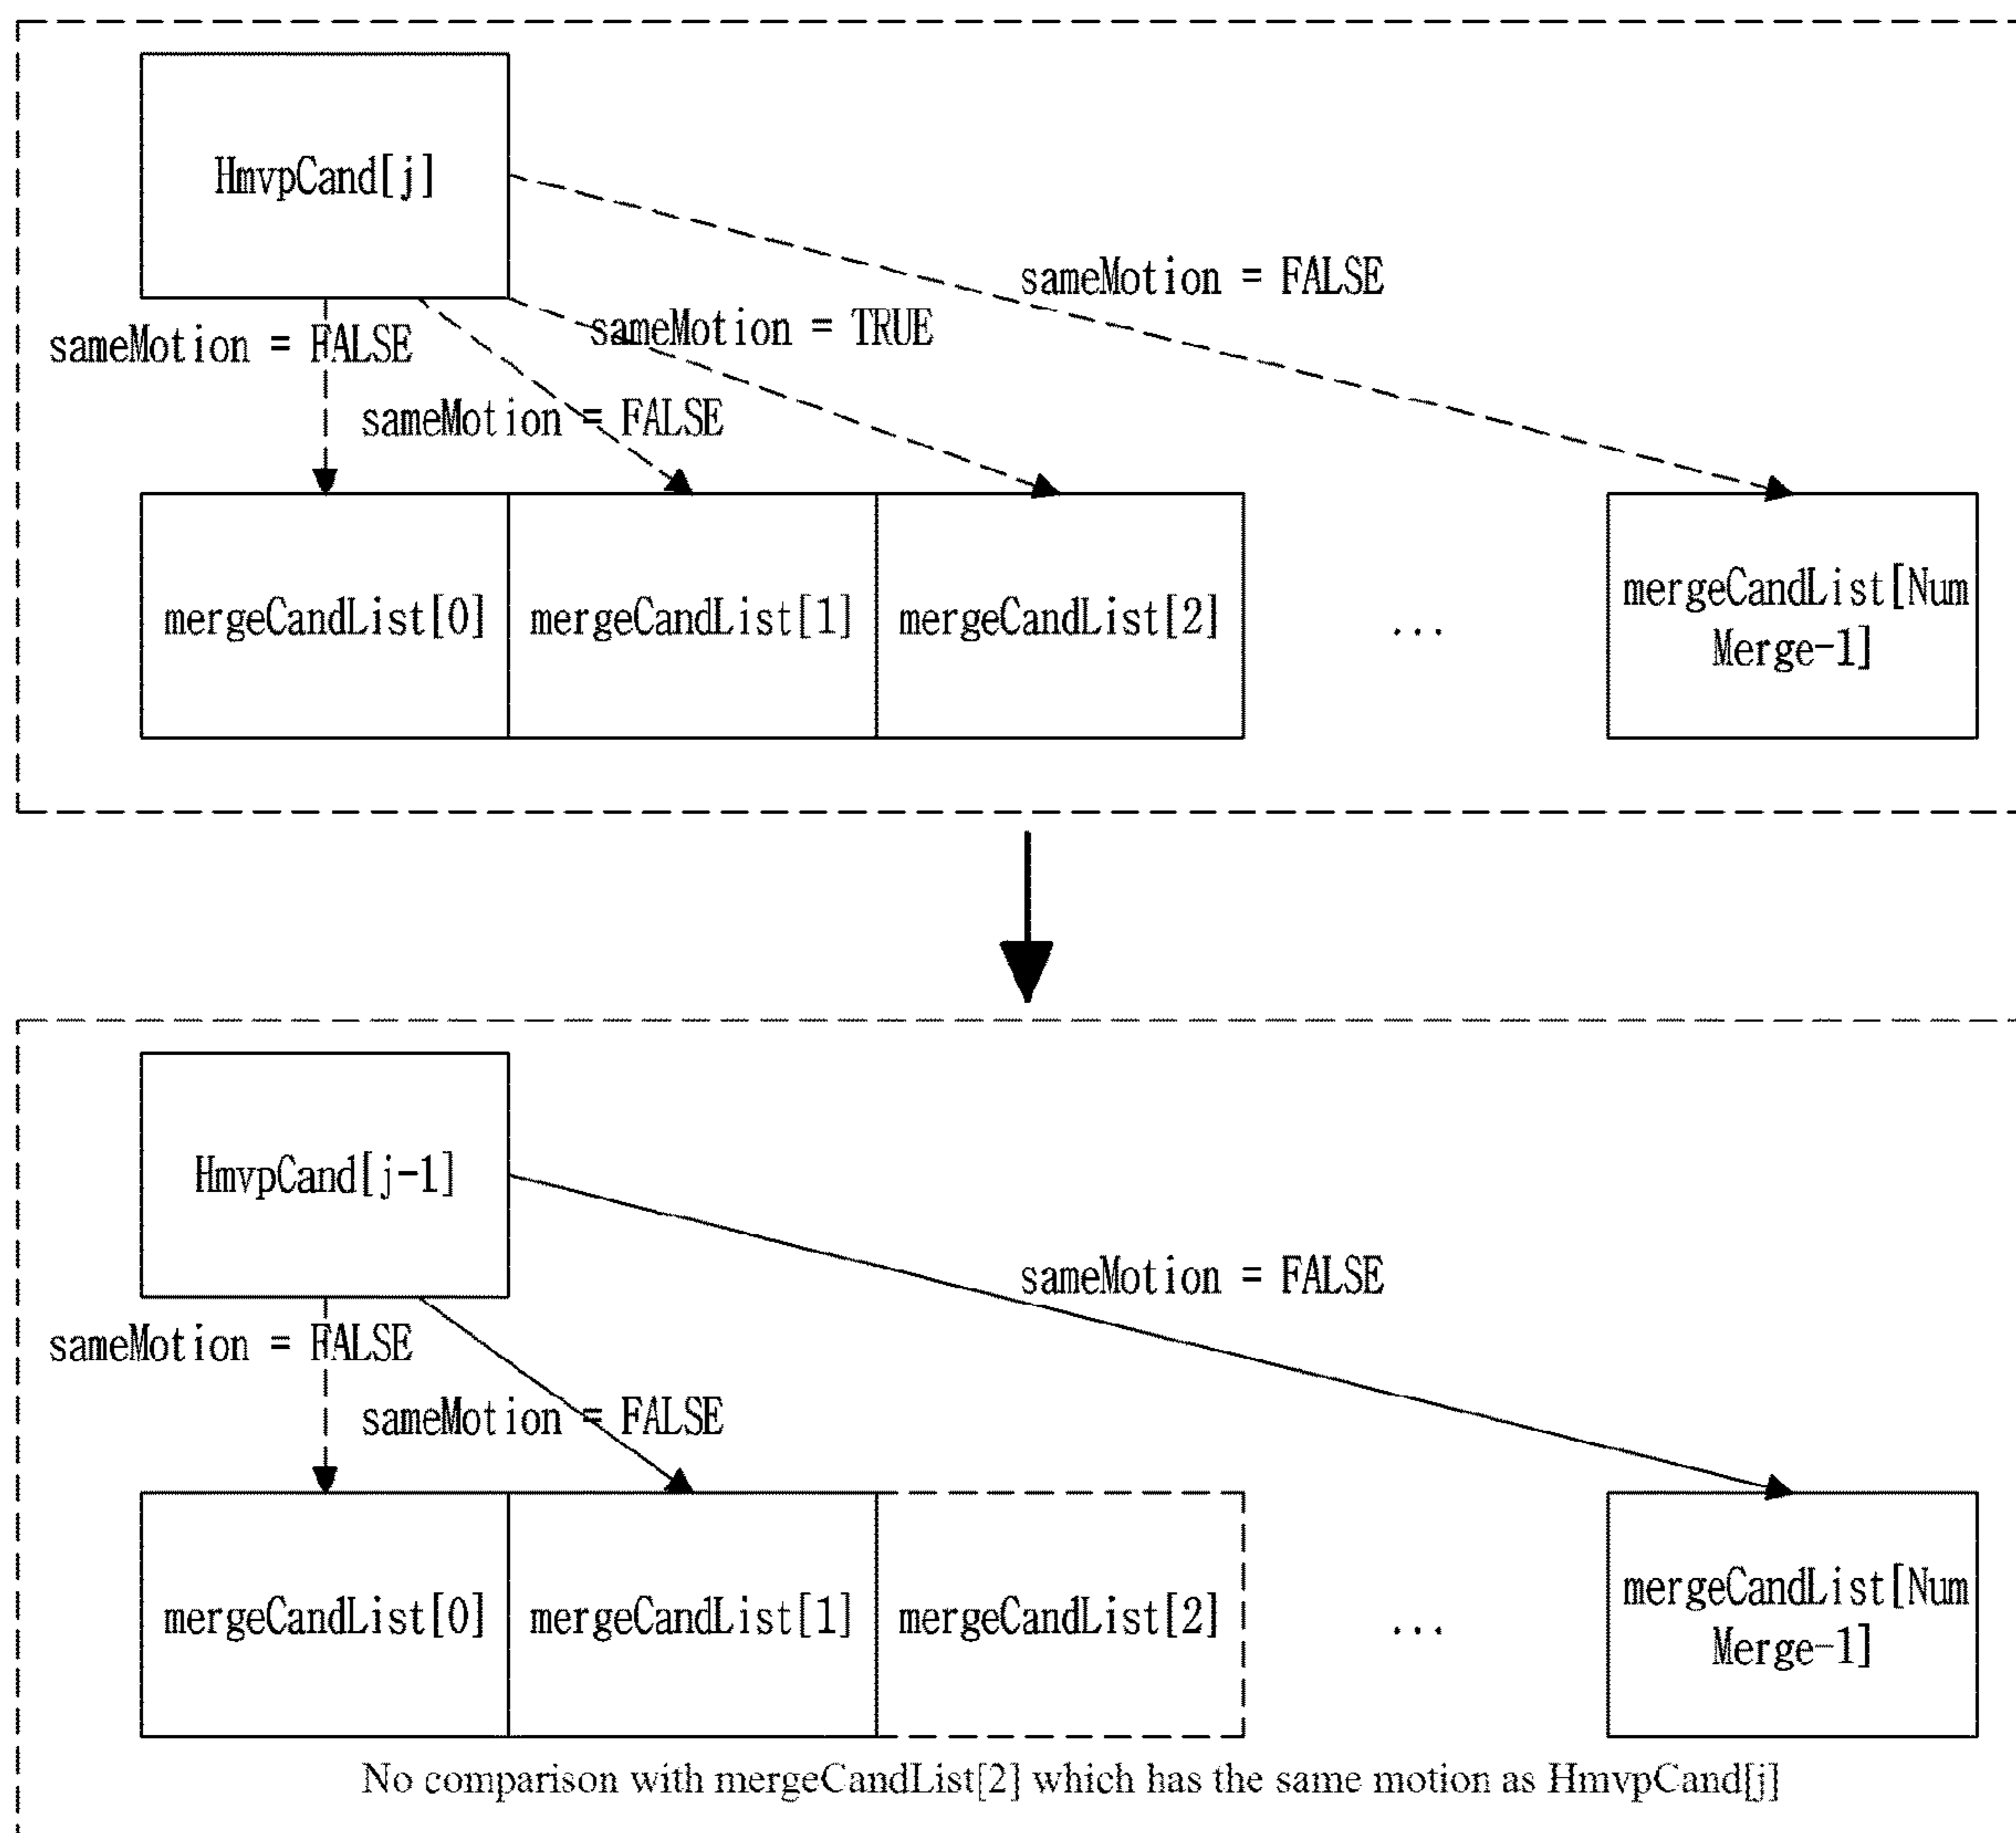 HmvpCand[j]
sameMotion = FALSE
sameMotion = TRUE
sameMotion = FALSE
sameMotion = FALSE
mergeCandList[0]
mergeCandList[1]
mergeCandList[2]
...
mergeCandList[Num
Merge-1]
HmvpCand[j-1]
sameMotion = FALSE
sameMotion = FALSE
sameMotion = FALSE
mergeCandList[0]
mergeCandList[1]
mergeCandList[2]
...
mergeCandList[Num
Merge-1]
No comparison with mergeCandList[2] which has the same motion as HmvpCand[j]